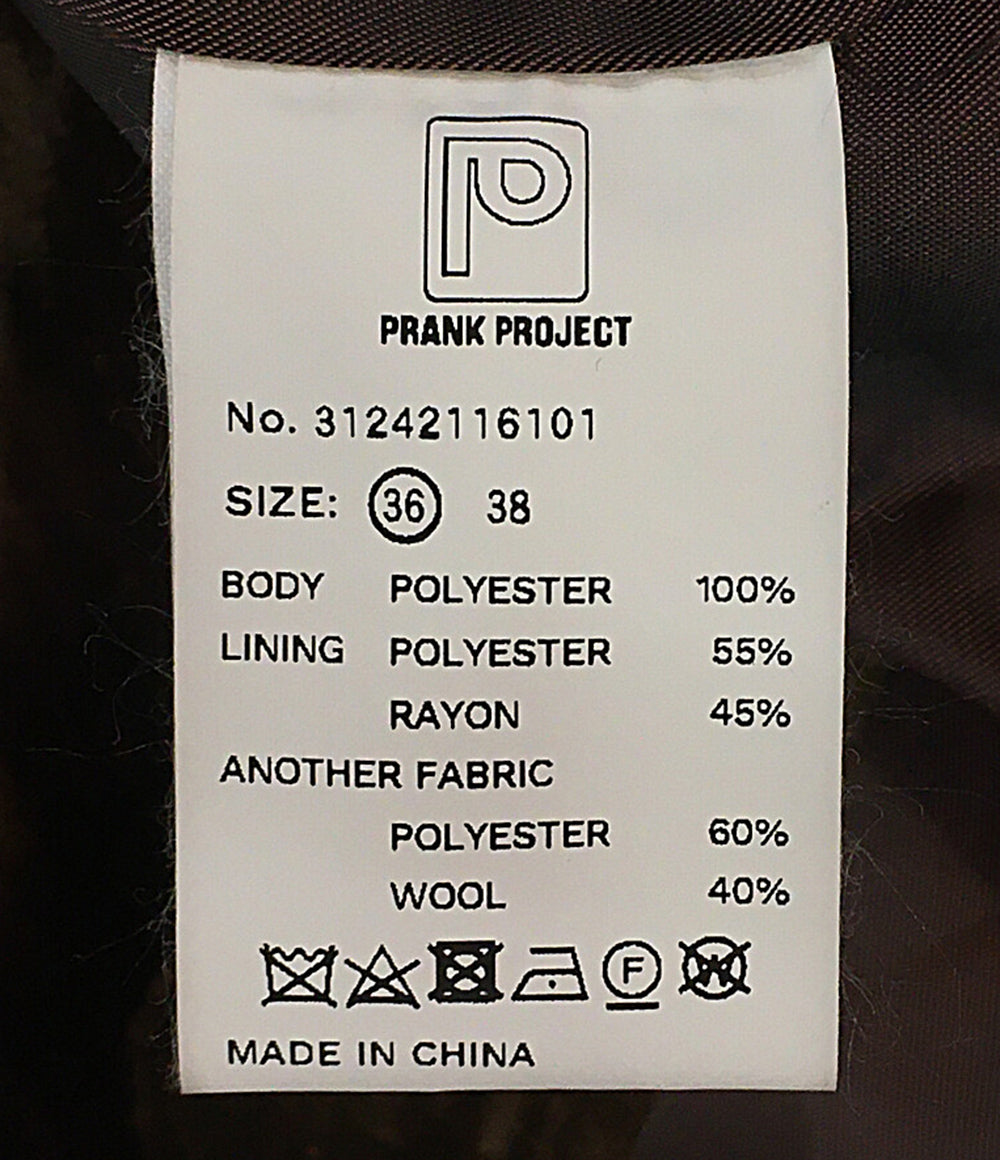 PRANK PROJECT
No. 31242116101
SIZE: 36 38
BODY POLYESTER 100%
LINING POLYESTER 55%
RAYON 45%
ANOTHER FABRIC
POLYESTER 60%
WOOL 40%
F W
MADE IN CHINA